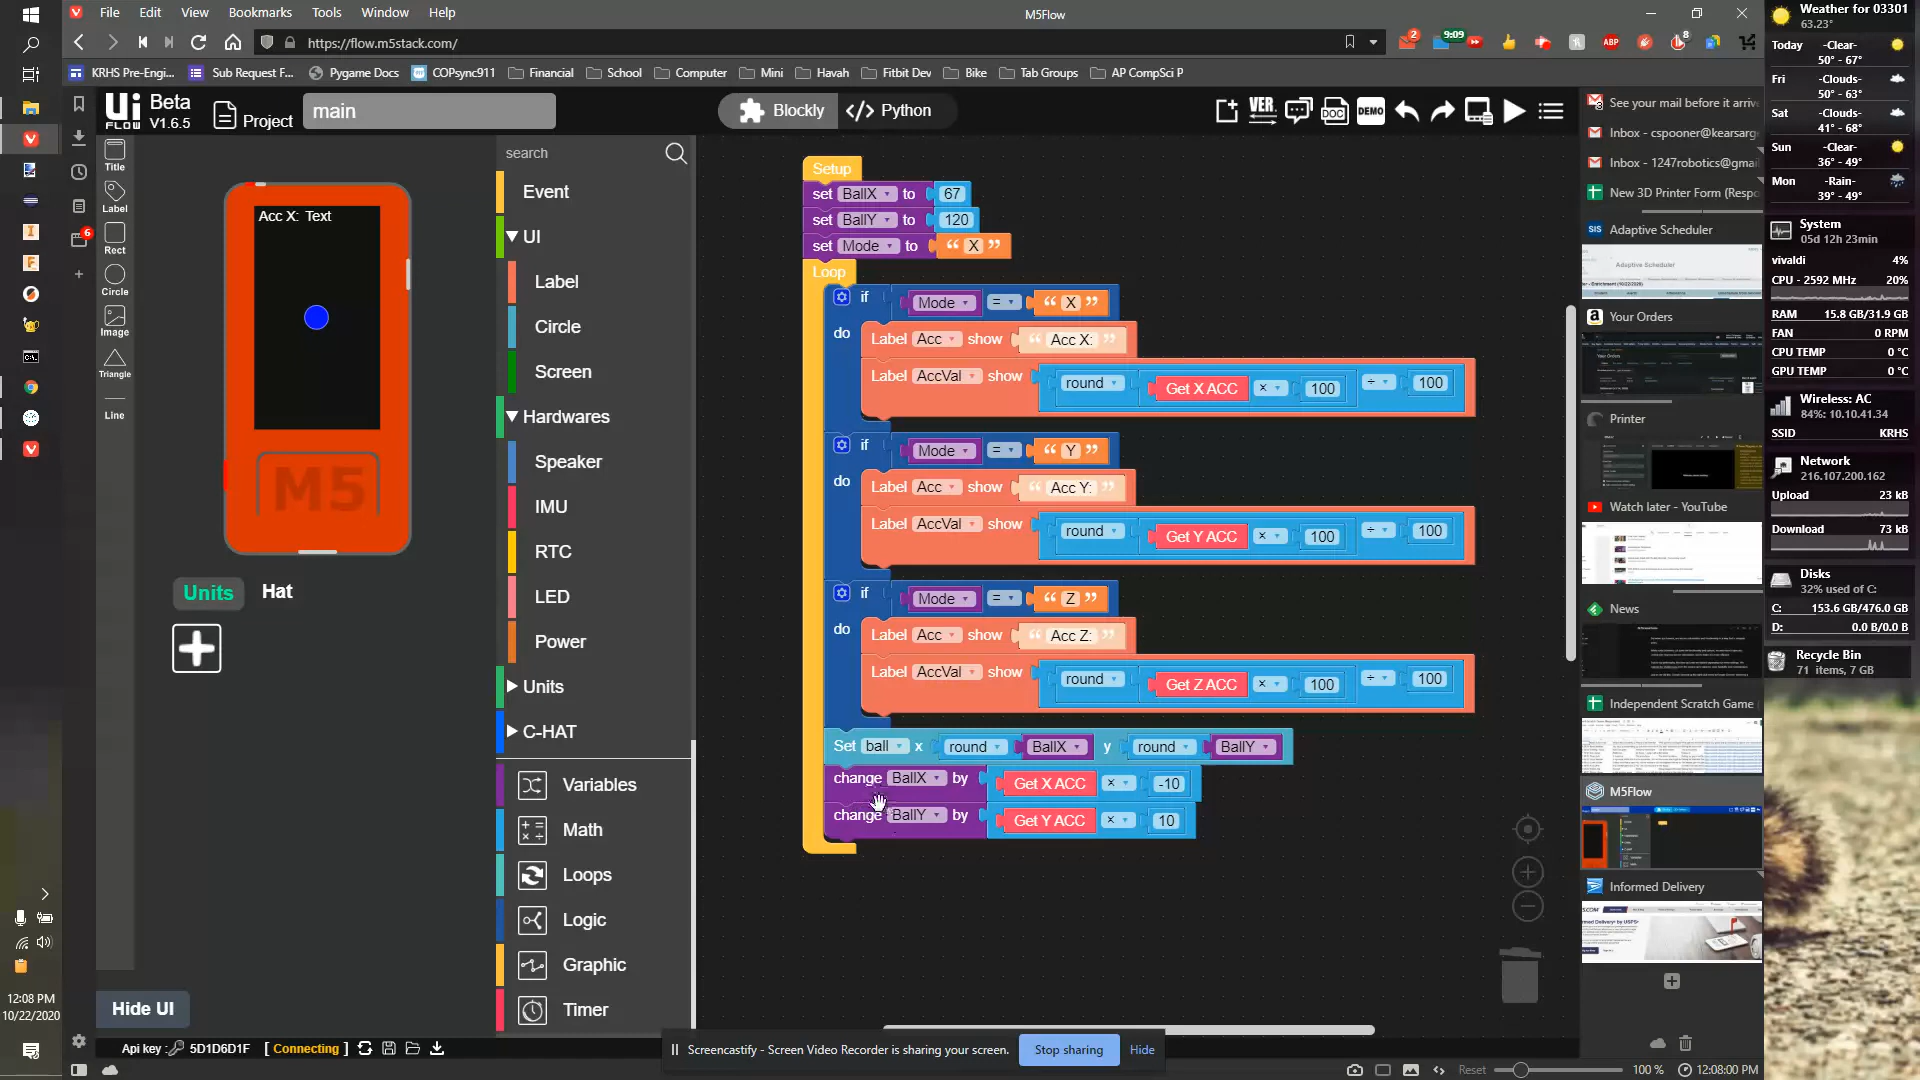 File Edit View Bookmarks Tools Window Help
M5Flow
https://flow.m5stack.com/
2
9:09
ABP
8
KRHS Pre-Engi...
Sub Request F...
Pygame Docs
COPsync911
Financial
School
Computer
Mini
Havah
Fitbit Dev
Bike
Tab Groups
AP CompSci P
Ui FLOW
Beta
V1.6.5
Project
main
Blockly
</> Python
VER.
DOC
DEMO
Title
Label
Rect
Circle
Image
Triangle
Line
6
Acc X: Text
M5
Units
Hat
Hide UI
search
Event
UI
Label
Circle
Screen
Hardwares
Speaker
IMU
RTC
LED
Power
Units
C-HAT
Variables
Math
Loops
Logic
Graphic
Timer
Setup
set BallX to 67
set BallY to 120
set Mode to “ X ”
Loop
if Mode = “ X ”
do Label Acc show “ Acc X: ”
Label AccVal show round Get X ACC × 100 ÷ 100
if Mode = “ Y ”
do Label Acc show “ Acc Y: ”
Label AccVal show round Get Y ACC × 100 ÷ 100
if Mode = “ Z ”
do Label Acc show “ Acc Z: ”
Label AccVal show round Get Z ACC × 100 ÷ 100
Set ball x round BallX y round BallY
change BallX by Get X ACC × -10
change BallY by Get Y ACC × 10
See your mail before it arriv
Inbox - cspooner@kearsarg
Inbox - 1247robotics@gmai
New 3D Printer Form (Respo
SIS Adaptive Scheduler
Adaptive Scheduler
Your Orders
Printer
Watch later - YouTube
News
Independent Scratch Game (
M5Flow
Informed Delivery
Weather for 03301
63.23°
Today -Clear- 50° - 67°
Fri -Clouds- 50° - 63°
Sat -Clouds- 41° - 68°
Sun -Clear- 36° - 49°
Mon -Rain- 39° - 49°
System
05d 12h 23min
vivaldi 4%
CPU - 2592 MHz 20%
RAM 15.8 GB/31.9 GB
FAN 0 RPM
CPU TEMP 0 °C
GPU TEMP 0 °C
Wireless: AC
84%: 10.10.41.34
SSID KRHS
Network
216.107.200.162
Upload 23 kB
Download 73 kB
Disks
32% used of C:
C: 153.6 GB/476.0 GB
D: 0.0 B/0.0 B
Recycle Bin
71 items, 7 GB
12:08 PM
10/22/2020
Api key : 5D1D6D1F [ Connecting ]
Screencastify - Screen Video Recorder is sharing your screen.
Stop sharing
Hide
Reset
100 %
12:08:00 PM